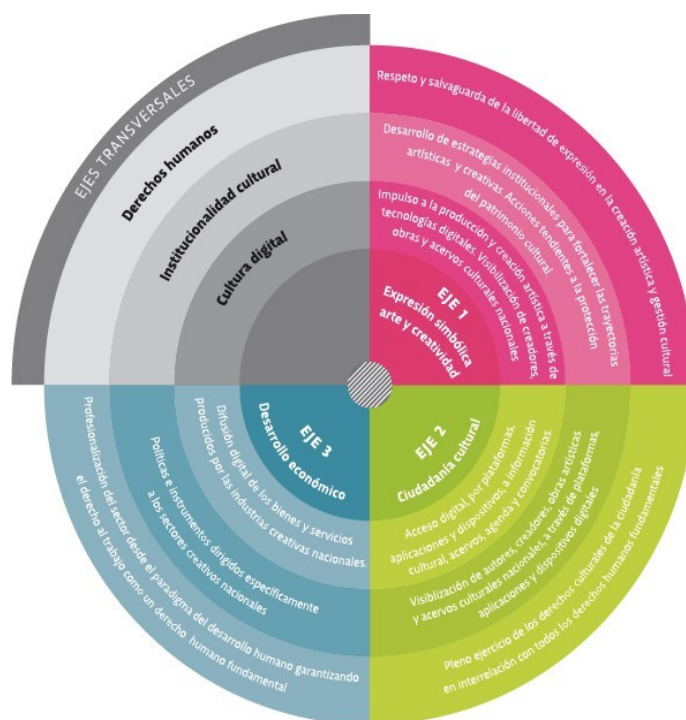 EJES TRANSVERSALES
Derechos humanos
Institucionalidad cultural
Cultura digital
Respeto y salvaguarda de la libertad de expresión en la creación artística y gestión cultural
Desarrollo de estrategias institucionales para fortalecer las trayectorias
artísticas y creativas. Acciones tendientes a la protección
del patrimonio cultural.
Impulso a la producción y creación artística a través de
tecnologías digitales. Visibilización de creadores,
obras y acervos culturales nacionales
EJE 1
Expresión simbólica
arte y creatividad
EJE 2
Ciudadanía cultural
Acceso digital, por plataformas,
aplicaciones y dispositivos, a información
cultural, acervos, agenda y convocatorias.
Visiblización de autores, creadores, obras artísticas
y acervos culturales nacionales, a través de plataformas,
aplicaciones y dispositivos digitales
Pleno ejercicio de los derechos culturales de la ciudadanía
en interrelación con todos los derechos humanos fundamentales
EJE 3
Desarrollo económico
Difusión digital de los bienes y servicios
producidos por las industrias creativas nacionales.
Políticas e instrumentos dirigidos específicamente
a los sectores creativos nacionales
Profesionalización del sector desde el paradigma del desarrollo humano garantizando
el derecho al trabajo como un derecho humano fundamental